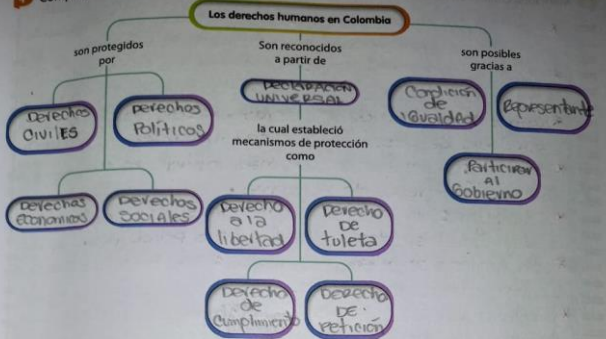 Los derechos humanos en Colombia
son protegidos
por
Derechos
CIVILES
Derechos
Políticos
Derechos
economicos
Derechos
Sociales
Son reconocidos
a partir de
DECLARACION
UNIVERSAL
la cual estableció
mecanismos de protección
como
Derecho
a la
libertad
Derecho
DE
tuleta
Derecho
de
Cumplimiento
DERECHO
DE
Petición
son posibles
gracias a
Condición
de
igualdad
Representante
Participar
Al
Gobierno